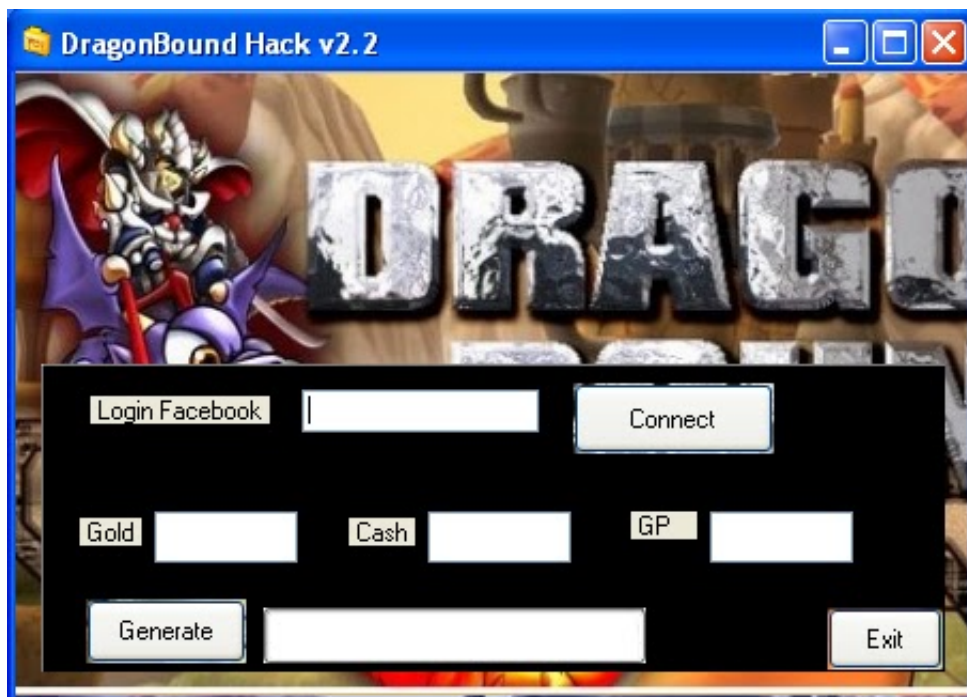 DragonBound Hack v2.2
DRAGO
Login Facebook
Connect
Gold
Cash
GP
Generate
Exit